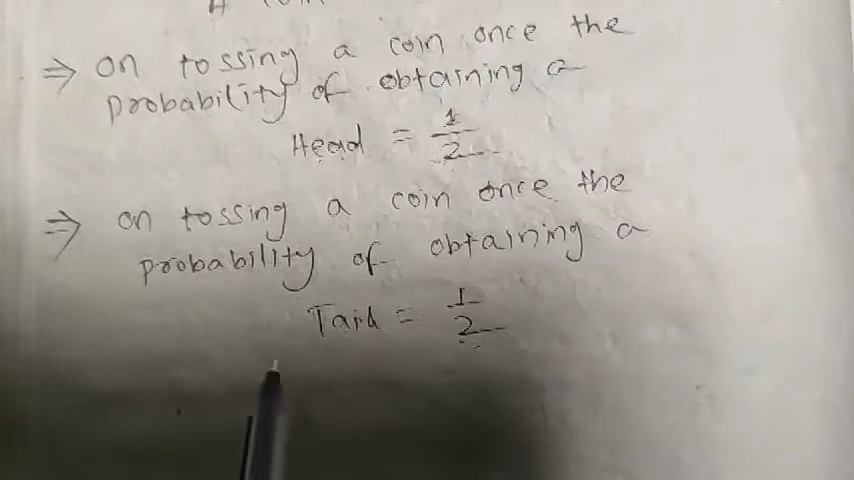 ⇒ on tossing a coin once the
probability of obtaining a
Head = 1/2
⇒ on tossing a coin once the
probability of obtaining a
Tail = 1/2